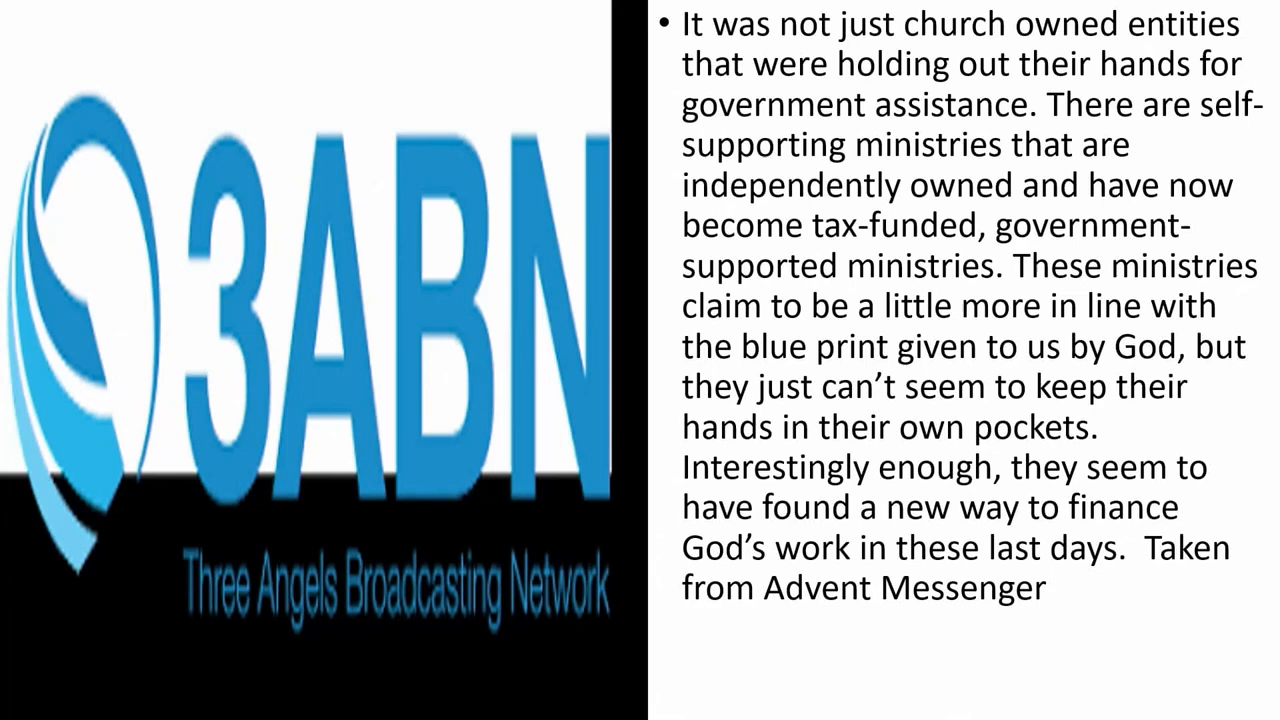 3ABN
Three Angels Broadcasting Network
• It was not just church owned entities
that were holding out their hands for
government assistance. There are self-
supporting ministries that are
independently owned and have now
become tax-funded, government-
supported ministries. These ministries
claim to be a little more in line with
the blue print given to us by God, but
they just can’t seem to keep their
hands in their own pockets.
Interestingly enough, they seem to
have found a new way to finance
God’s work in these last days.  Taken
from Advent Messenger